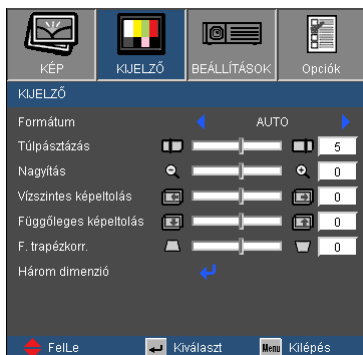 KÉP KIJELZŐ BEÁLLÍTÁSOK Opciók
KIJELZŐ
Formátum AUTO
Túlpásztázás 5
Nagyítás 0
Vízszintes képeltolás 0
Függőleges képeltolás 0
F. trapézkorr. 0
Három dimenzió
FelLe Kiválaszt Menu Kilépés